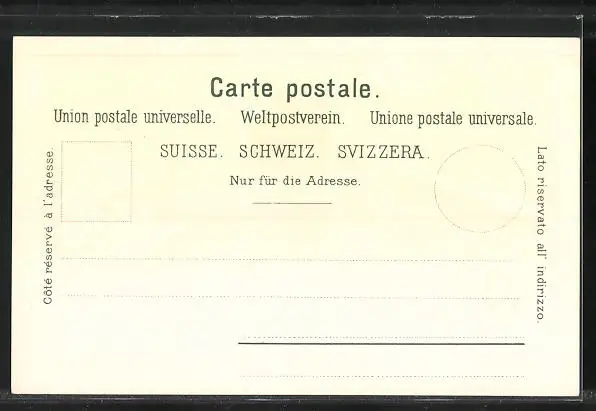 Carte postale.
Union postale universelle. Weltpostverein. Unione postale universale.
SUISSE. SCHWEIZ. SVIZZERA.
Nur für die Adresse.
Côté réservé à l'adresse.
Lato riservato all' indirizzo.